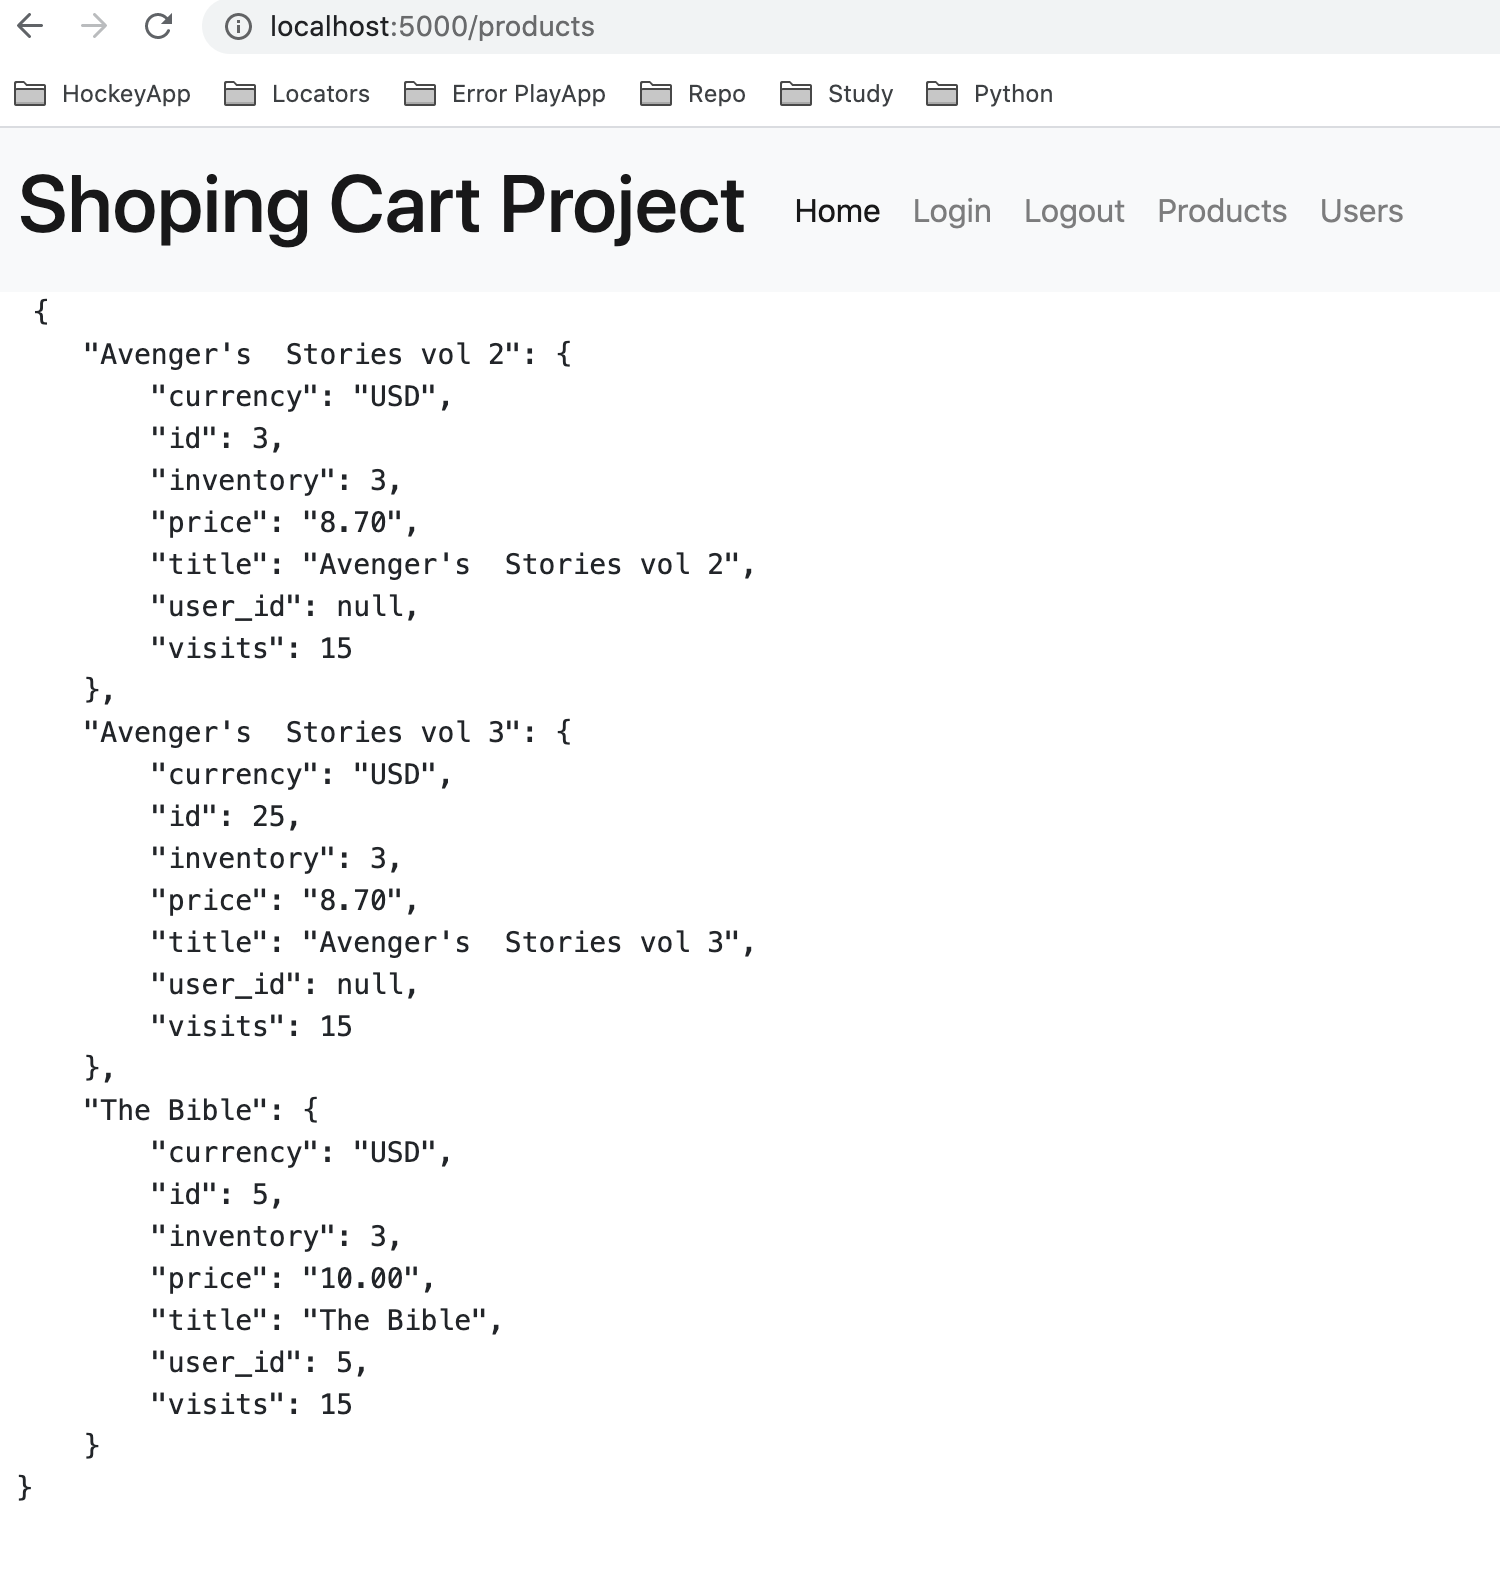 localhost:5000/products
HockeyApp Locators Error PlayApp Repo Study Python
Shoping Cart Project Home Login Logout Products Users
{
    "Avenger's  Stories vol 2": {
        "currency": "USD",
        "id": 3,
        "inventory": 3,
        "price": "8.70",
        "title": "Avenger's  Stories vol 2",
        "user_id": null,
        "visits": 15
    },
    "Avenger's  Stories vol 3": {
        "currency": "USD",
        "id": 25,
        "inventory": 3,
        "price": "8.70",
        "title": "Avenger's  Stories vol 3",
        "user_id": null,
        "visits": 15
    },
    "The Bible": {
        "currency": "USD",
        "id": 5,
        "inventory": 3,
        "price": "10.00",
        "title": "The Bible",
        "user_id": 5,
        "visits": 15
    }
}